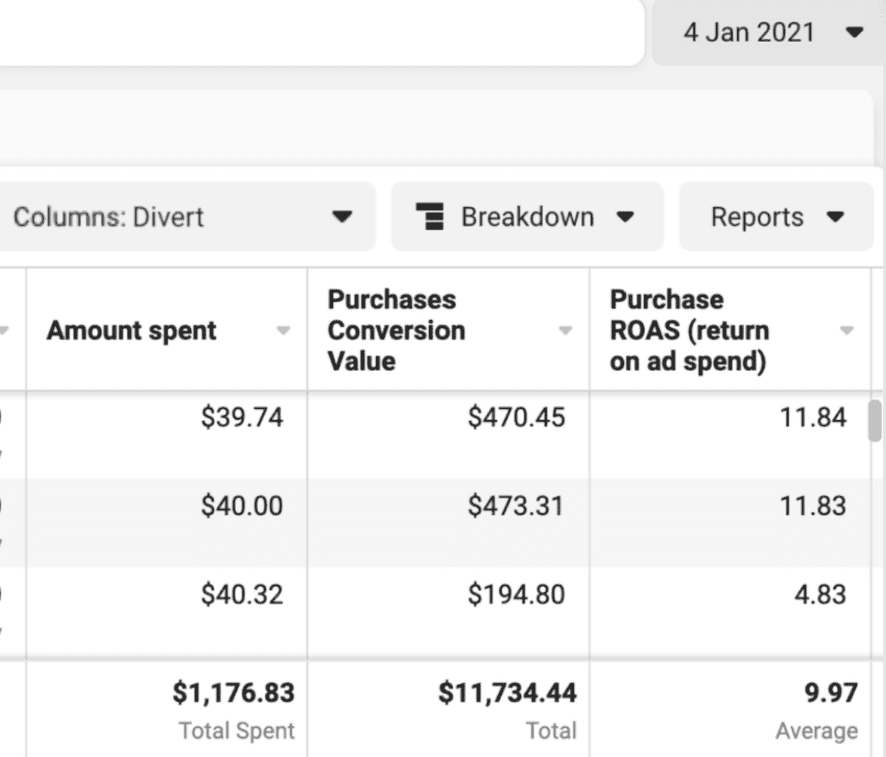 4 Jan 2021
Columns: Divert
Breakdown
Reports
Amount spent
Purchases
Conversion
Value
Purchase
ROAS (return
on ad spend)
$39.74 $470.45 11.84
$40.00 $473.31 11.83
$40.32 $194.80 4.83
$1,176.83 $11,734.44 9.97
Total Spent Total Average